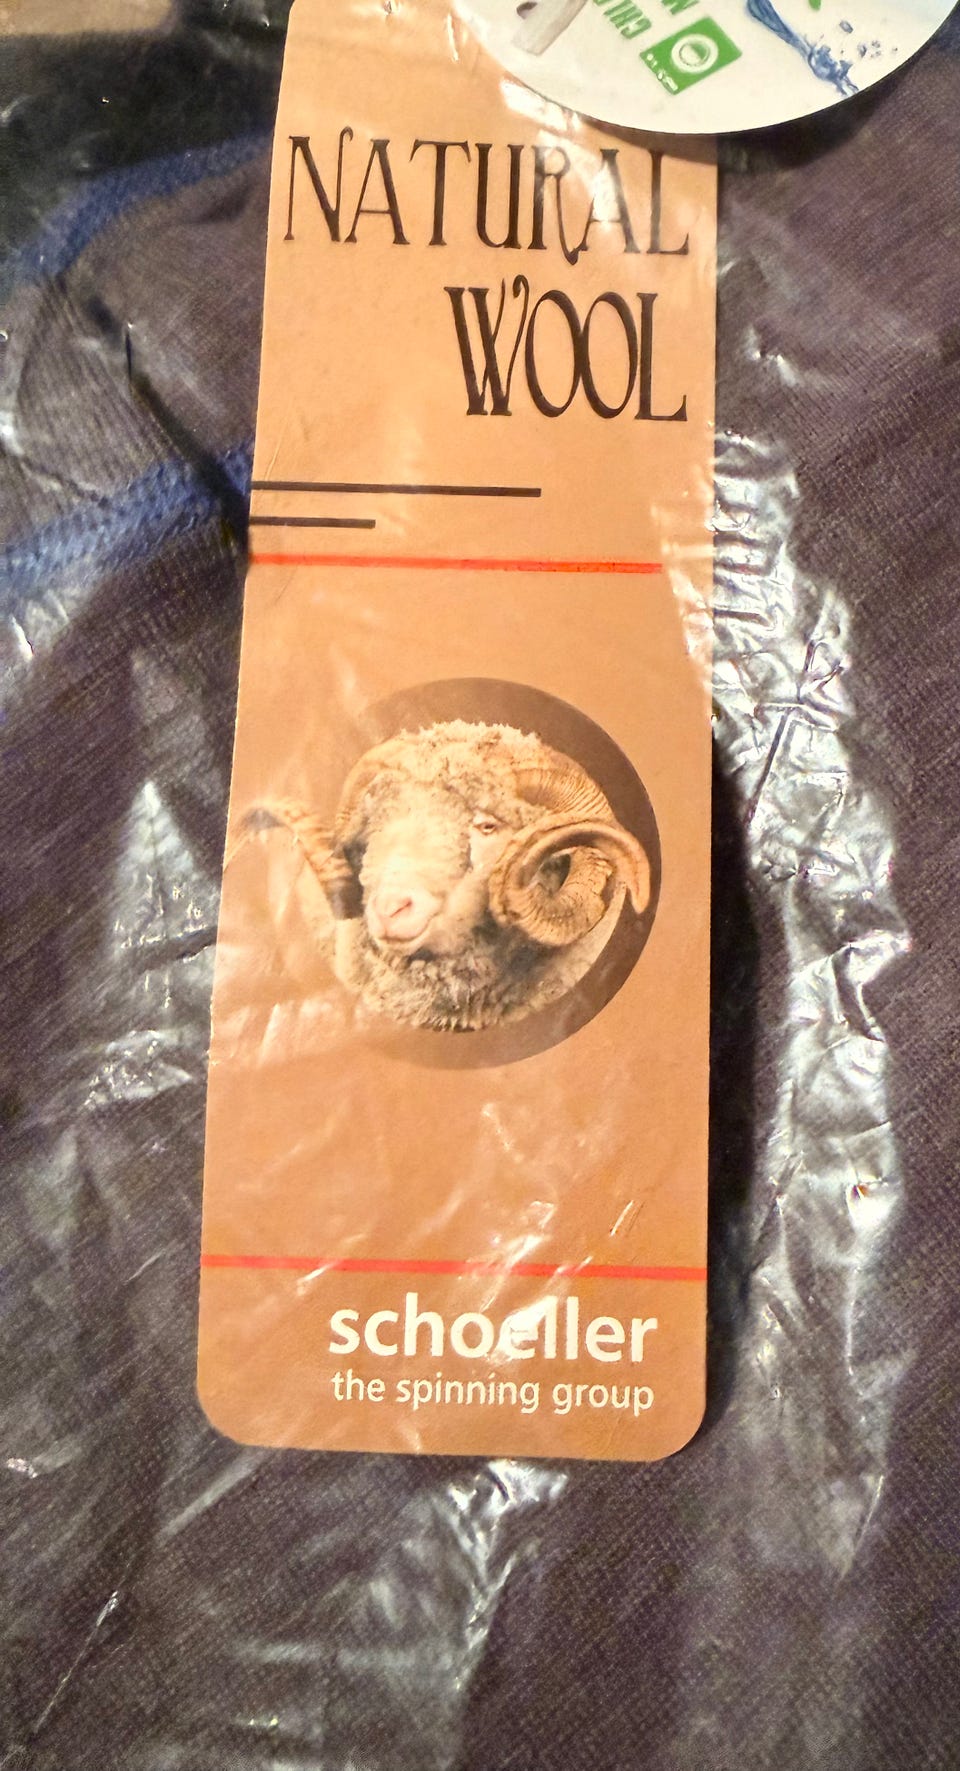 NATURAL
WOOL
schoeller
the spinning group